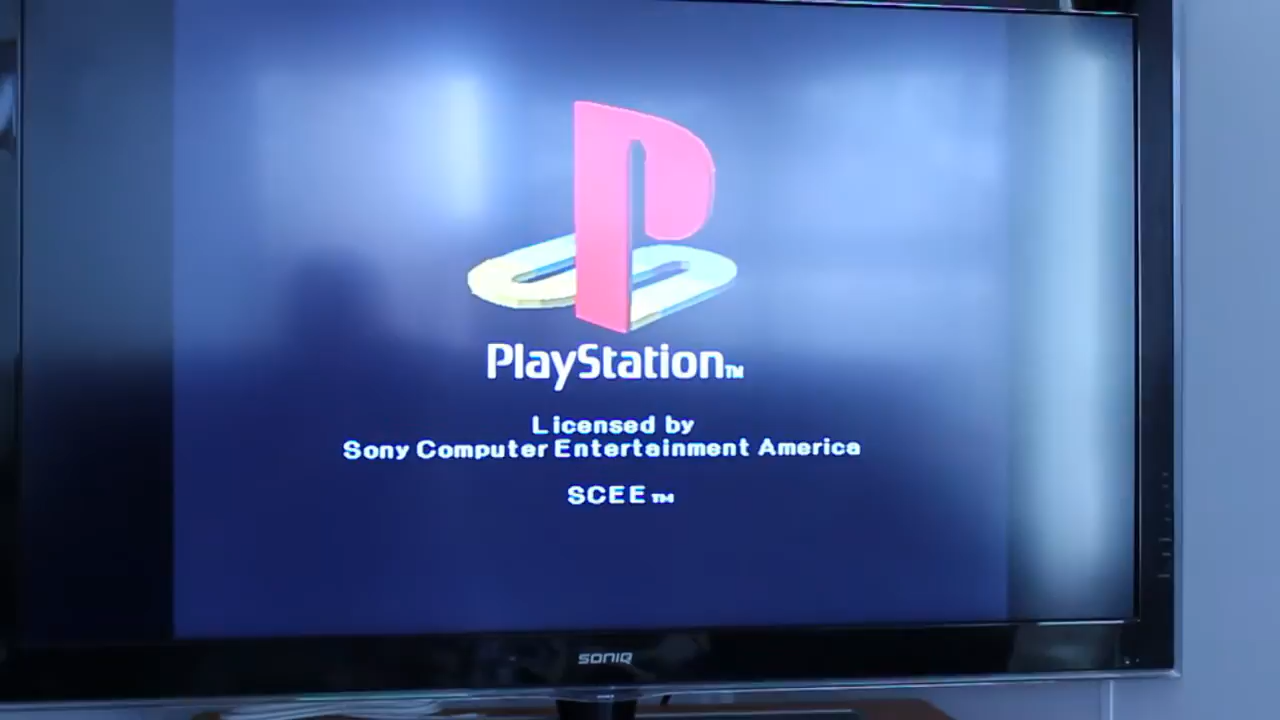 PlayStation™
Licensed by
Sony Computer Entertainment America
SCEE™
SONIQ